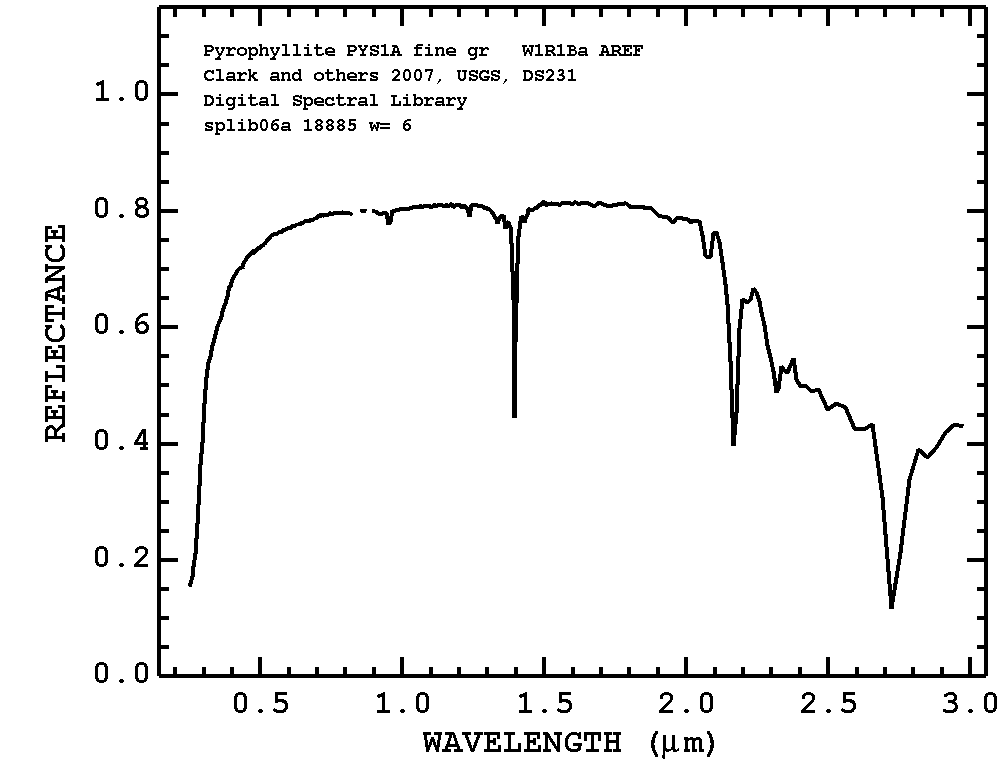 Pyrophyllite PYS1A fine gr W1R1Ba AREF
Clark and others 2007, USGS, DS231
Digital Spectral Library
splib06a 18885 w= 6
1.0
0.8
0.6
0.4
0.2
0.0
REFLECTANCE
0.5 1.0 1.5 2.0 2.5 3.0
WAVELENGTH (μm)